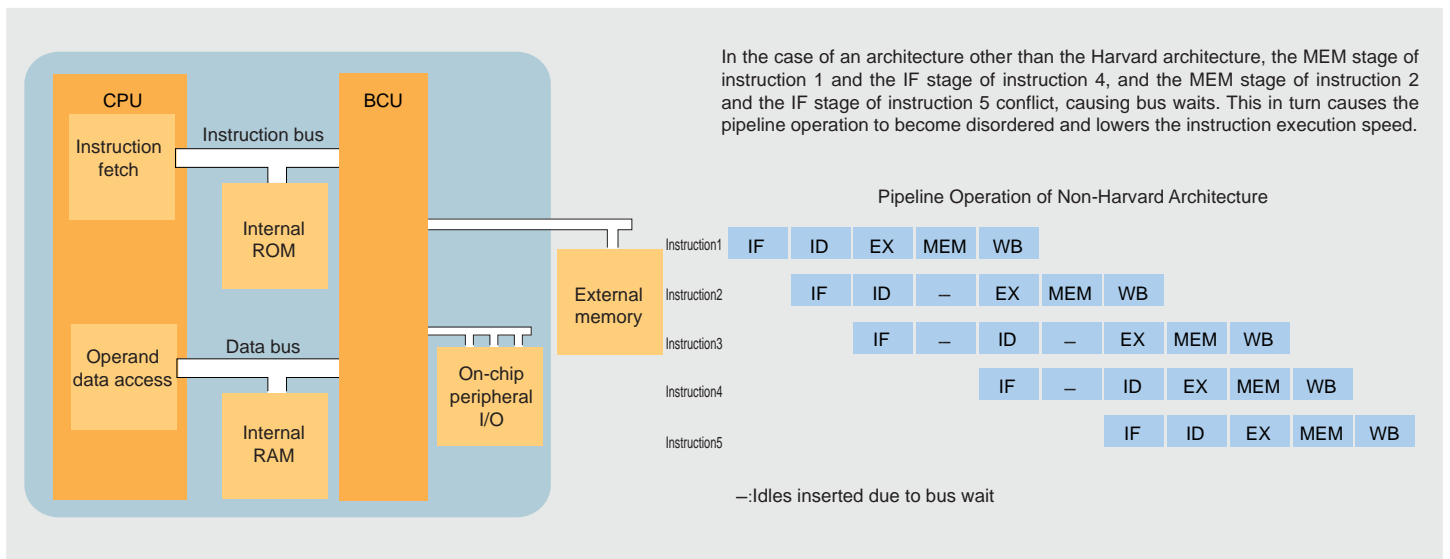 In the case of an architecture other than the Harvard architecture, the MEM stage of
instruction 1 and the IF stage of instruction 4, and the MEM stage of instruction 2
and the IF stage of instruction 5 conflict, causing bus waits. This in turn causes the
pipeline operation to become disordered and lowers the instruction execution speed.
CPU
BCU
Instruction
fetch
Instruction bus
Internal
ROM
External
memory
Operand
data access
Data bus
On-chip
peripheral
I/O
Internal
RAM
Pipeline Operation of Non-Harvard Architecture
Instruction1 IF ID EX MEM WB
Instruction2 IF ID – EX MEM WB
Instruction3 IF – ID – EX MEM WB
Instruction4 IF – ID EX MEM WB
Instruction5 IF ID EX MEM WB
–:Idles inserted due to bus wait